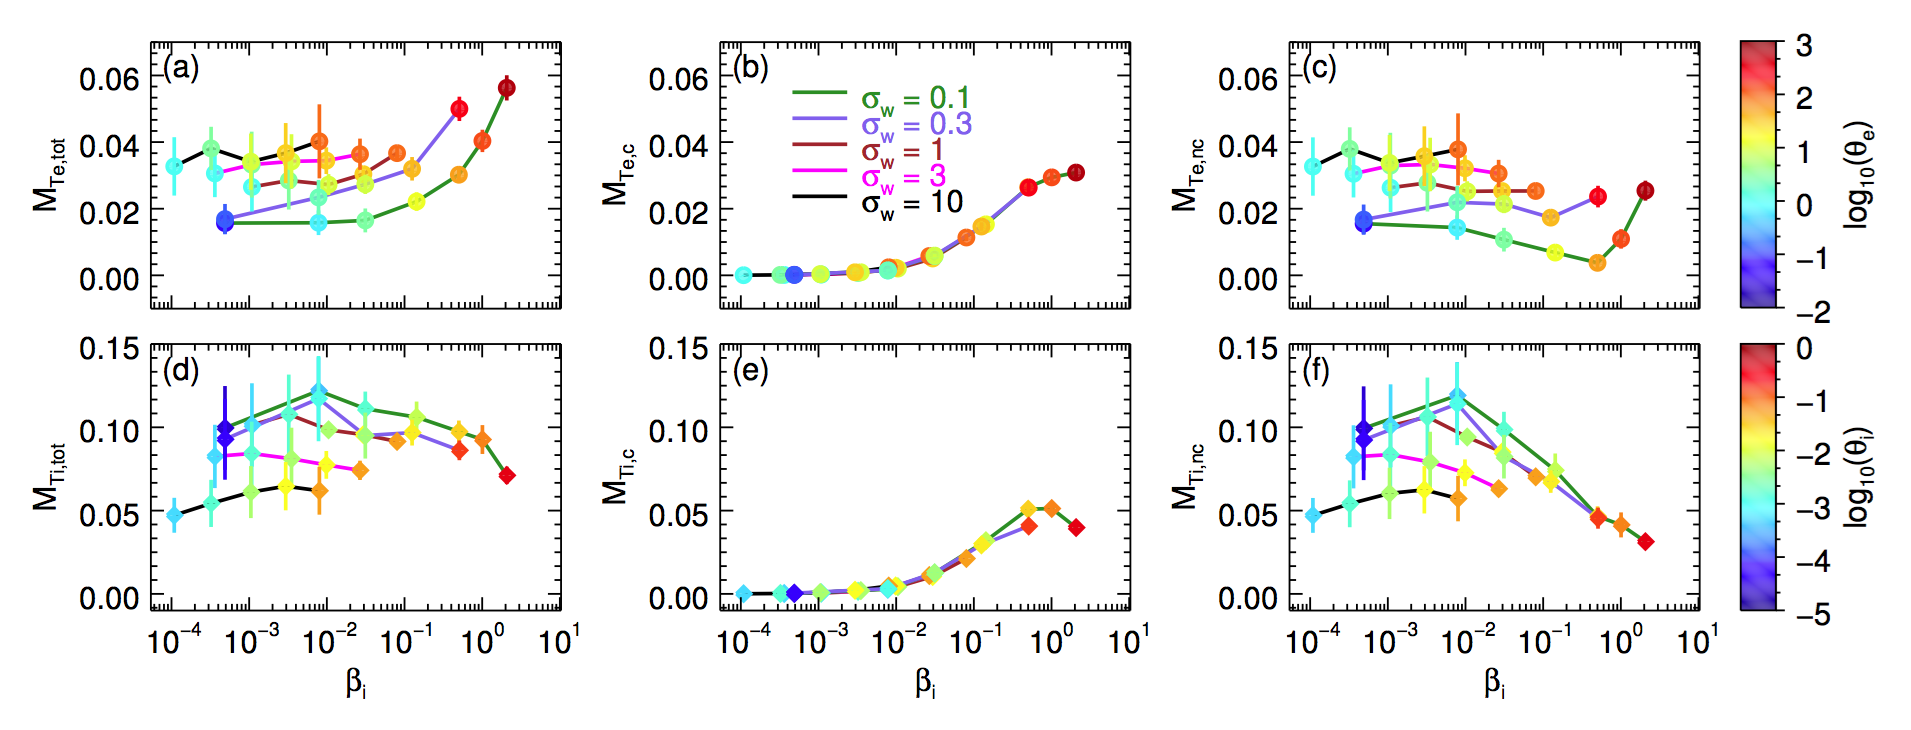 (a)
M_Te,tot
0.06
0.04
0.02
0.00
(b)
M_Te,c
0.06
0.04
0.02
0.00
σ_w = 0.1
σ_w = 0.3
σ_w = 1
σ_w = 3
σ_w = 10
(c)
M_Te,nc
0.06
0.04
0.02
0.00
3
2
1
0
−1
−2
log10(θ_e)
(d)
M_Ti,tot
0.15
0.10
0.05
0.00
10^−4 10^−3 10^−2 10^−1 10^0 10^1
β_i
(e)
M_Ti,c
0.15
0.10
0.05
0.00
10^−4 10^−3 10^−2 10^−1 10^0 10^1
β_i
(f)
M_Ti,nc
0.15
0.10
0.05
0.00
10^−4 10^−3 10^−2 10^−1 10^0 10^1
β_i
0
−1
−2
−3
−4
−5
log10(θ_i)